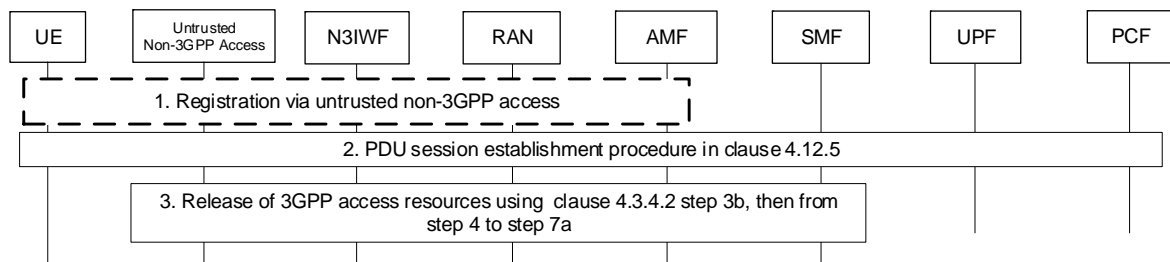 UE
Untrusted
Non-3GPP Access
N3IWF
RAN
AMF
SMF
UPF
PCF
1. Registration via untrusted non-3GPP access
2. PDU session establishment procedure in clause 4.12.5
3. Release of 3GPP access resources using clause 4.3.4.2 step 3b, then from
step 4 to step 7a